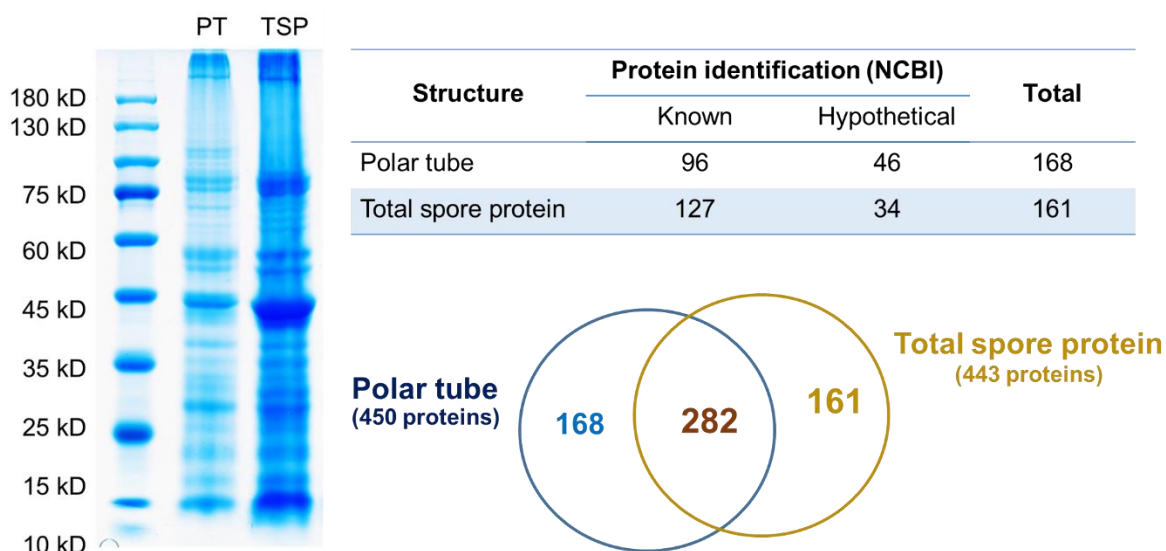 PT TSP
180 kD
130 kD
75 kD
60 kD
45 kD
35 kD
25 kD
15 kD
10 kD
Structure
Protein identification (NCBI)
Total
Known Hypothetical
Polar tube 96 46 168
Total spore protein 127 34 161
Polar tube
(450 proteins)
168
282
161
Total spore protein
(443 proteins)